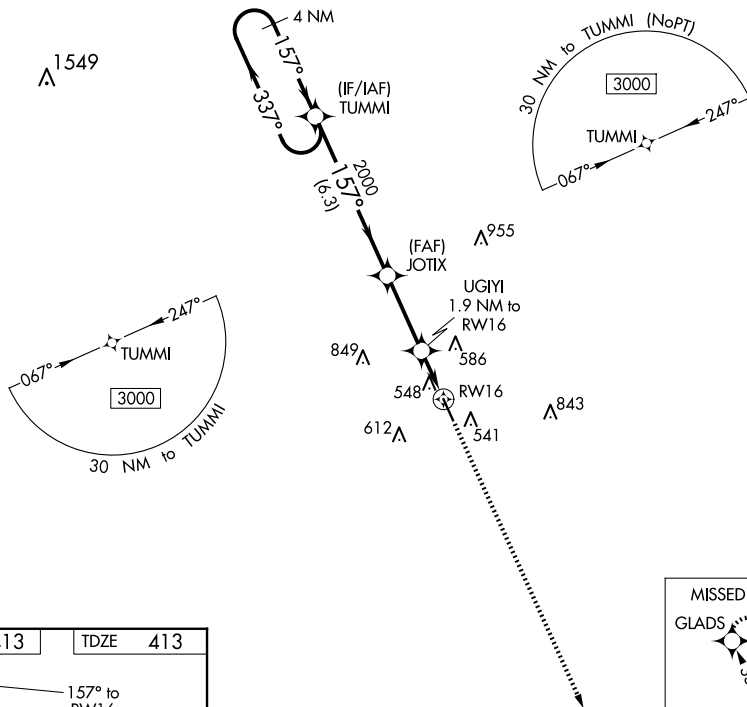 4 NM
1549
157°
337°
(IF/IAF)
TUMMI
30 NM to TUMMI (NoPT)
3000
TUMMI
247°
067°
2000
157°
(6.3)
955
(FAF)
JOTIX
UGIYI
1.9 NM to
RW16
247°
TUMMI
067°
3000
30 NM to TUMMI
849
586
548
RW16
843
612
541
MISSED
GLADS
13
TDZE 413
157° to